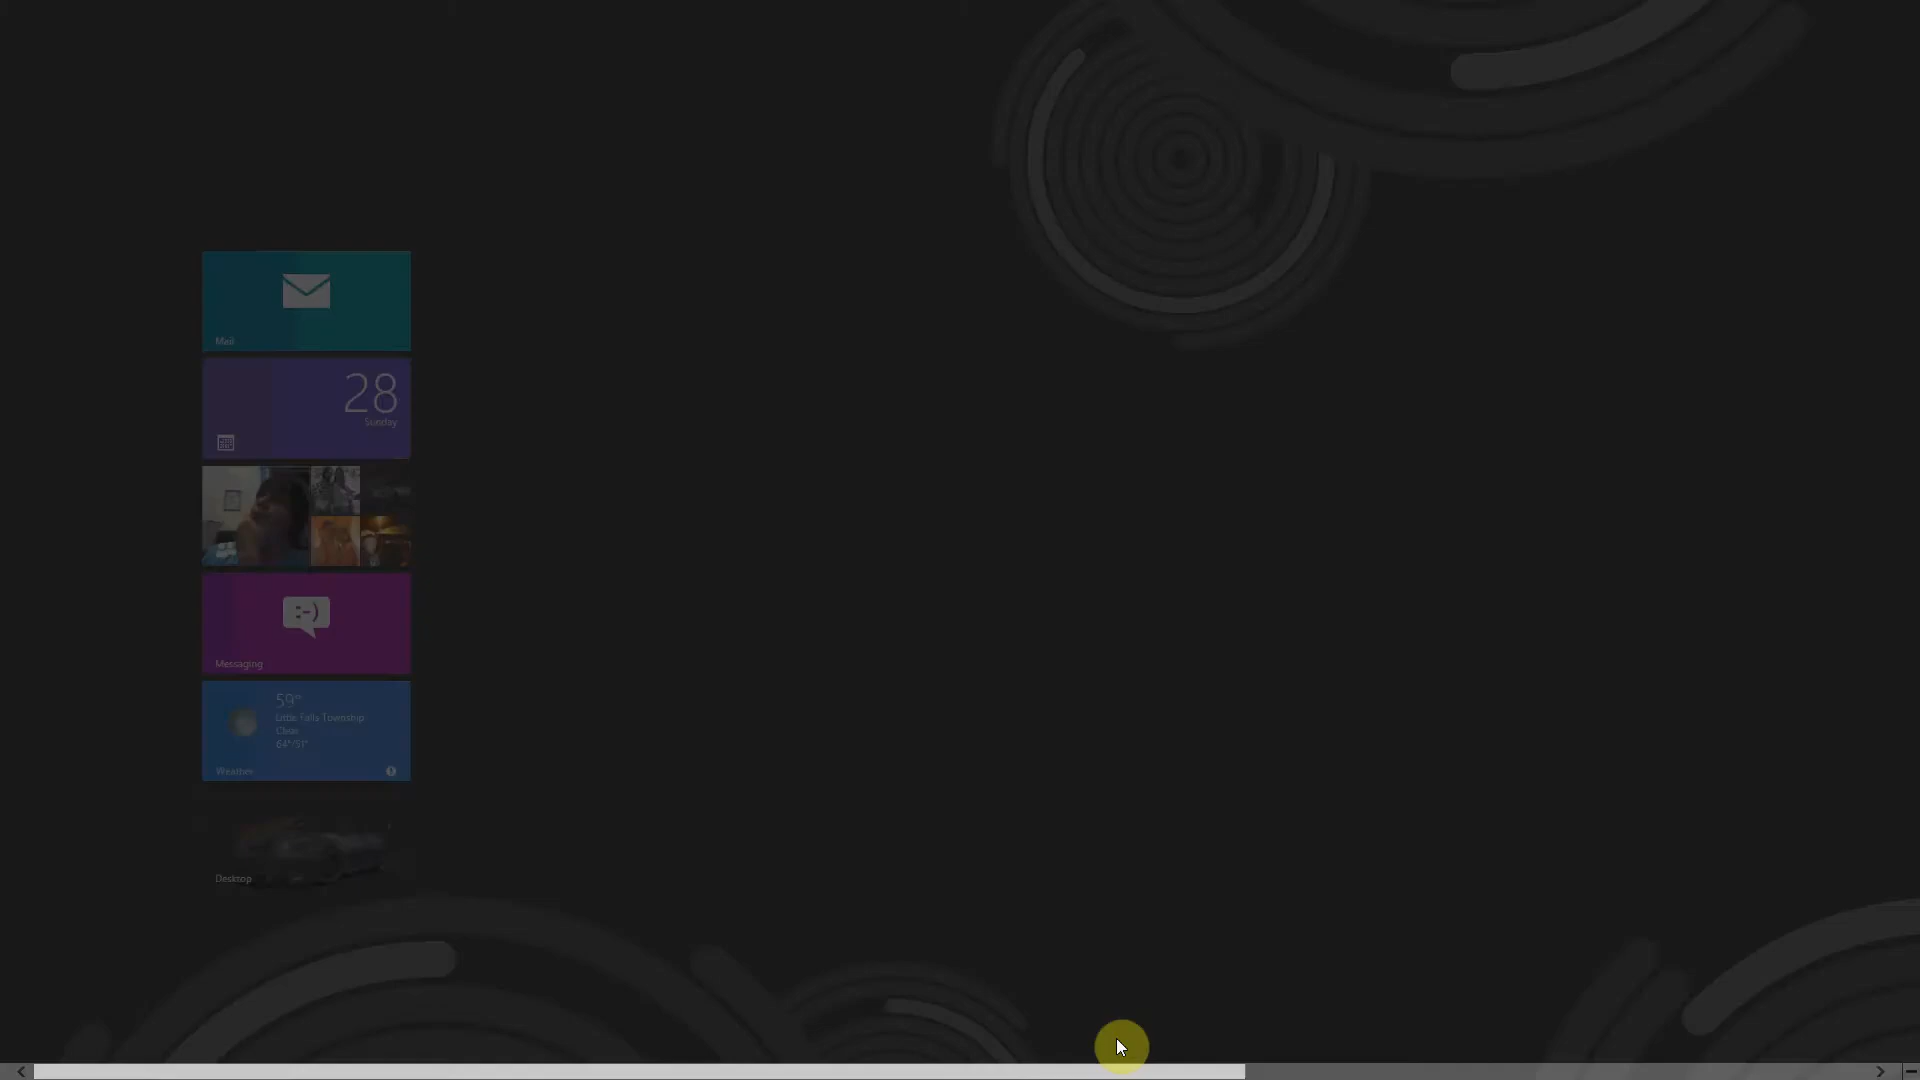 Mail
28
Sunday
:-)
Messaging
59°
Little Falls Township
Clear
64°/51°
Weather
Desktop